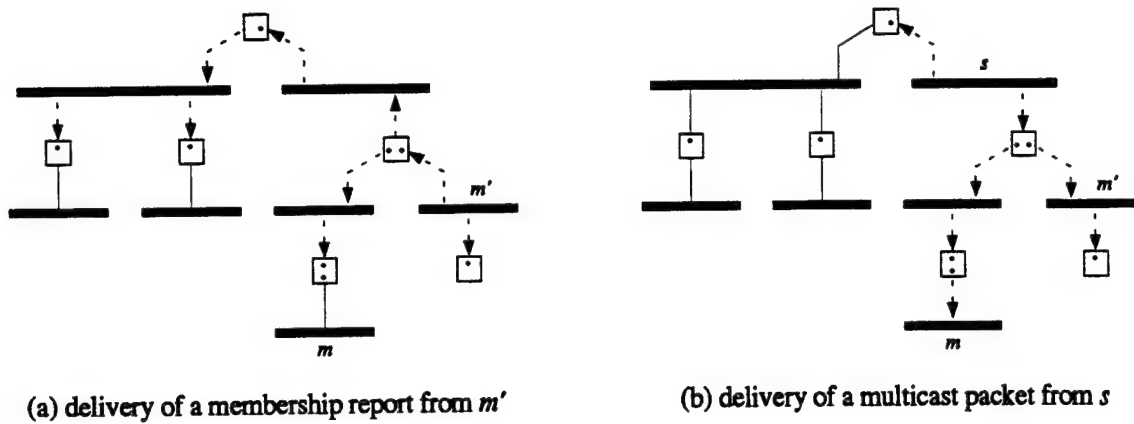 s
m'
m'
m
m
(a) delivery of a membership report from m'
(b) delivery of a multicast packet from s